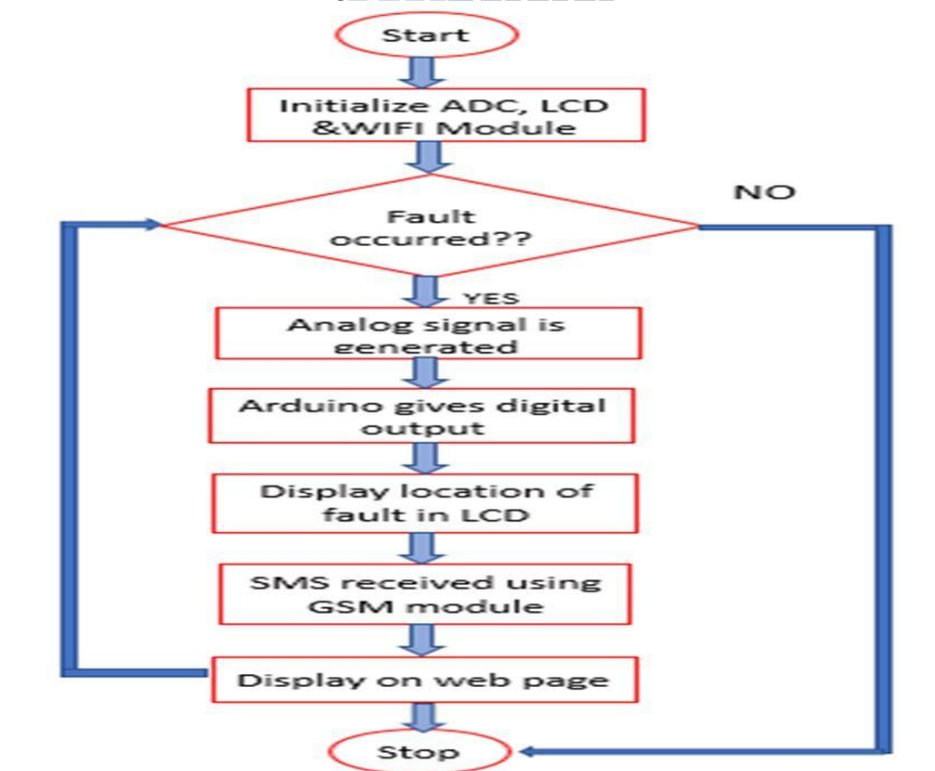 Start
Initialize ADC, LCD
&WIFI Module
NO
Fault
occurred??
YES
Analog signal is
generated
Arduino gives digital
output
Display location of
fault in LCD
SMS received using
GSM module
Display on web page
Stop